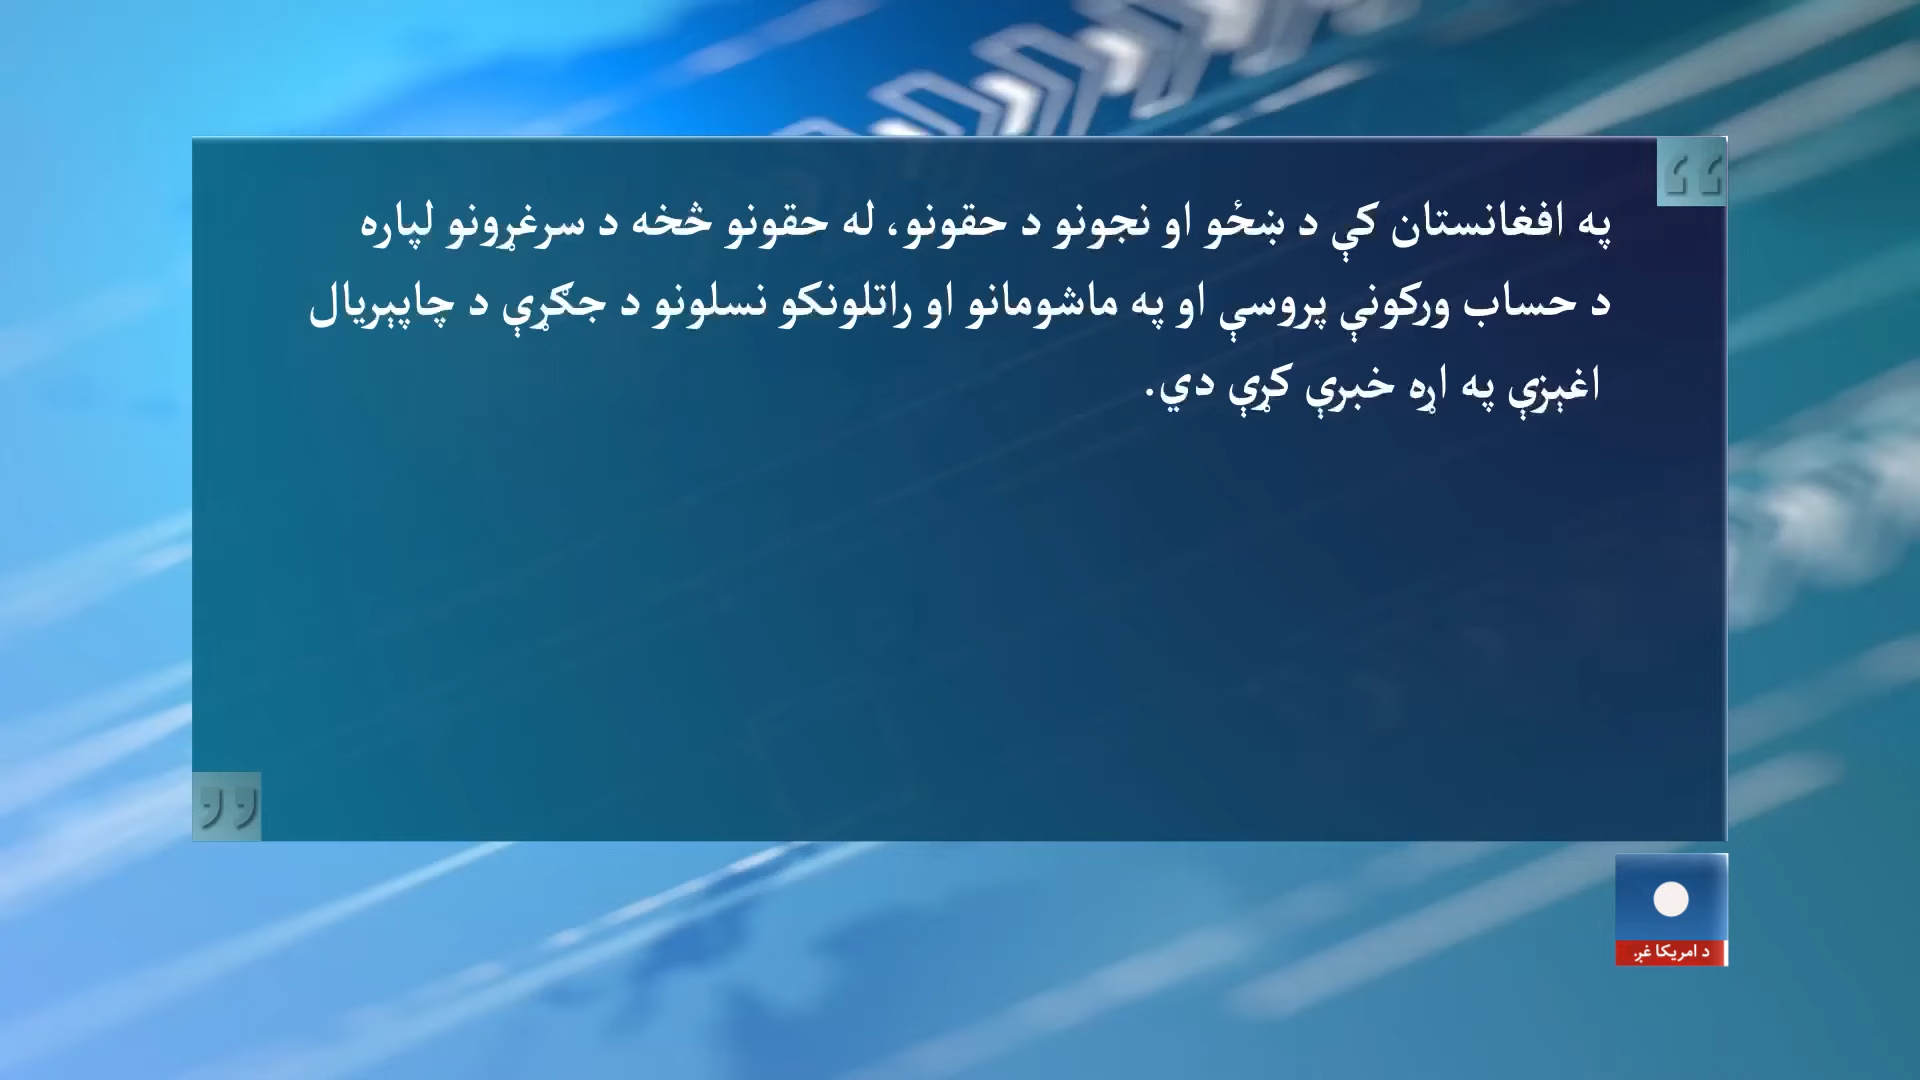 په افغانستان کې د ښځو او نجونو د حقونو، له حقونو څخه د سرغړونو لپاره
د حساب ورکونې پروسې او په ماشومانو او راتلونکو نسلونو د جګړې د چاپېریال
اغېزې په اړه خبرې کړې دي.
د امریکا غږ